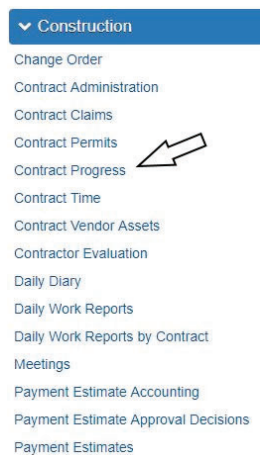 Construction
Change Order
Contract Administration
Contract Claims
Contract Permits
Contract Progress
Contract Time
Contract Vendor Assets
Contractor Evaluation
Daily Diary
Daily Work Reports
Daily Work Reports by Contract
Meetings
Payment Estimate Accounting
Payment Estimate Approval Decisions
Payment Estimates